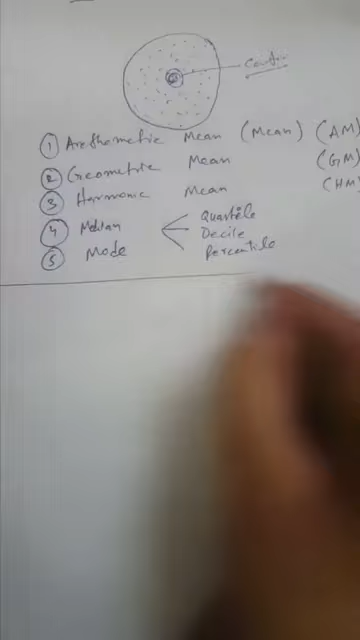 Centre
① Arethemetric Mean (Mean) (AM)
② Geometric Mean (GM)
③ Harmonic Mean (HM)
④ Median Quartile
Decile
Percentile
⑤ Mode